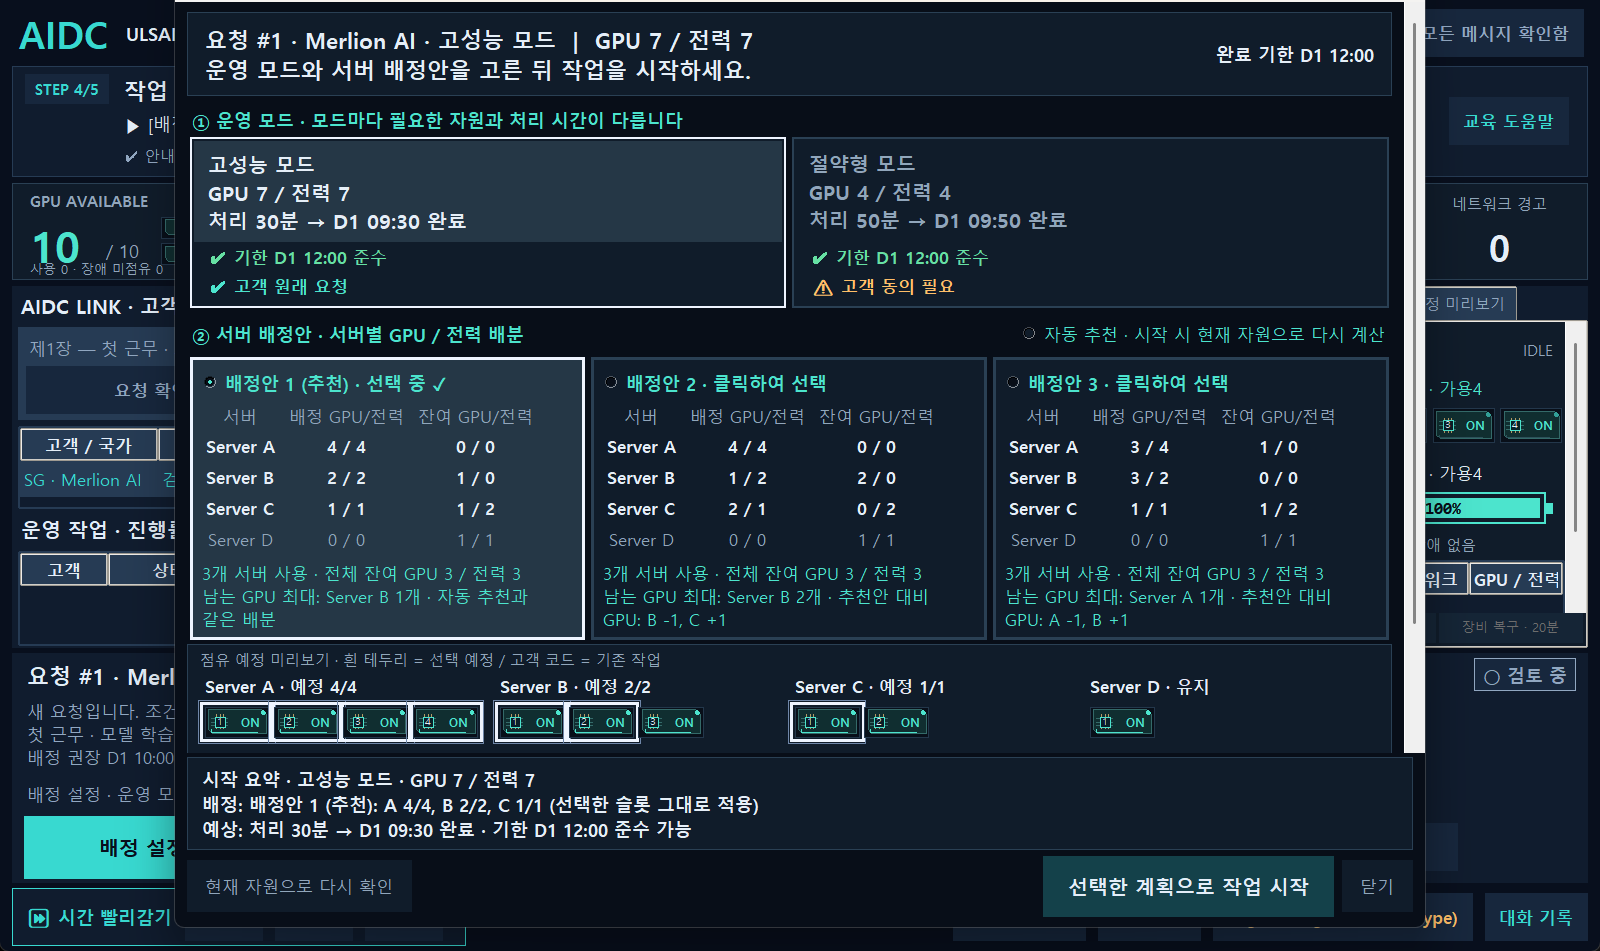 AIDC ULSAN
모든 메시지 확인함
STEP 4/5 작업
▶ [배정
✓ 안내
교육 도움말
GPU AVAILABLE
10 / 10
사용 0 · 장애 미점유 0
네트워크 경고
0
AIDC LINK · 고객
제1장 — 첫 근무 ·
요청 확인
고객 / 국가
SG · Merlion AI
운영 작업 · 진행률
고객
요청 #1 · Merl
새 요청입니다. 조건
첫 근무 · 모델 학습
배정 권장 D1 10:00
배정 설정 · 운영 모
배정 설정
시간 빨리감기
요청 #1 · Merlion AI · 고성능 모드 | GPU 7 / 전력 7
운영 모드와 서버 배정안을 고른 뒤 작업을 시작하세요.
완료 기한 D1 12:00
① 운영 모드 · 모드마다 필요한 자원과 처리 시간이 다릅니다
고성능 모드
GPU 7 / 전력 7
처리 30분 → D1 09:30 완료
✔ 기한 D1 12:00 준수
✔ 고객 원래 요청
절약형 모드
GPU 4 / 전력 4
처리 50분 → D1 09:50 완료
✔ 기한 D1 12:00 준수
⚠ 고객 동의 필요
② 서버 배정안 · 서버별 GPU / 전력 배분
자동 추천 · 시작 시 현재 자원으로 다시 계산
배정안 1 (추천) · 선택 중 ✓
서버 배정 GPU/전력 잔여 GPU/전력
Server A 4 / 4 0 / 0
Server B 2 / 2 1 / 0
Server C 1 / 1 1 / 2
Server D 0 / 0 1 / 1
3개 서버 사용 · 전체 잔여 GPU 3 / 전력 3
남는 GPU 최대: Server B 1개 · 자동 추천과
같은 배분
배정안 2 · 클릭하여 선택
서버 배정 GPU/전력 잔여 GPU/전력
Server A 4 / 4 0 / 0
Server B 1 / 2 2 / 0
Server C 2 / 1 0 / 2
Server D 0 / 0 1 / 1
3개 서버 사용 · 전체 잔여 GPU 3 / 전력 3
남는 GPU 최대: Server B 2개 · 추천안 대비
GPU: B -1, C +1
배정안 3 · 클릭하여 선택
서버 배정 GPU/전력 잔여 GPU/전력
Server A 3 / 4 1 / 0
Server B 3 / 2 0 / 0
Server C 1 / 1 1 / 2
Server D 0 / 0 1 / 1
3개 서버 사용 · 전체 잔여 GPU 3 / 전력 3
남는 GPU 최대: Server A 1개 · 추천안 대비
GPU: A -1, B +1
점유 예정 미리보기 · 흰 테두리 = 선택 예정 / 고객 코드 = 기존 작업
Server A · 예정 4/4 Server B · 예정 2/2 Server C · 예정 1/1 Server D · 유지
1 ON 2 ON 3 ON 4 ON 1 ON 2 ON 3 ON 1 ON 2 ON 1 ON
시작 요약 · 고성능 모드 · GPU 7 / 전력 7
배정: 배정안 1 (추천): A 4/4, B 2/2, C 1/1 (선택한 슬롯 그대로 적용)
예상: 처리 30분 → D1 09:30 완료 · 기한 D1 12:00 준수 가능
현재 자원으로 다시 확인
선택한 계획으로 작업 시작
닫기
정 미리보기
IDLE
· 가용4
3 ON 4 ON
· 가용4
100%
애 없음
워크 GPU / 전력
장비 복구 · 20분
○ 검토 중
ype)
대화 기록